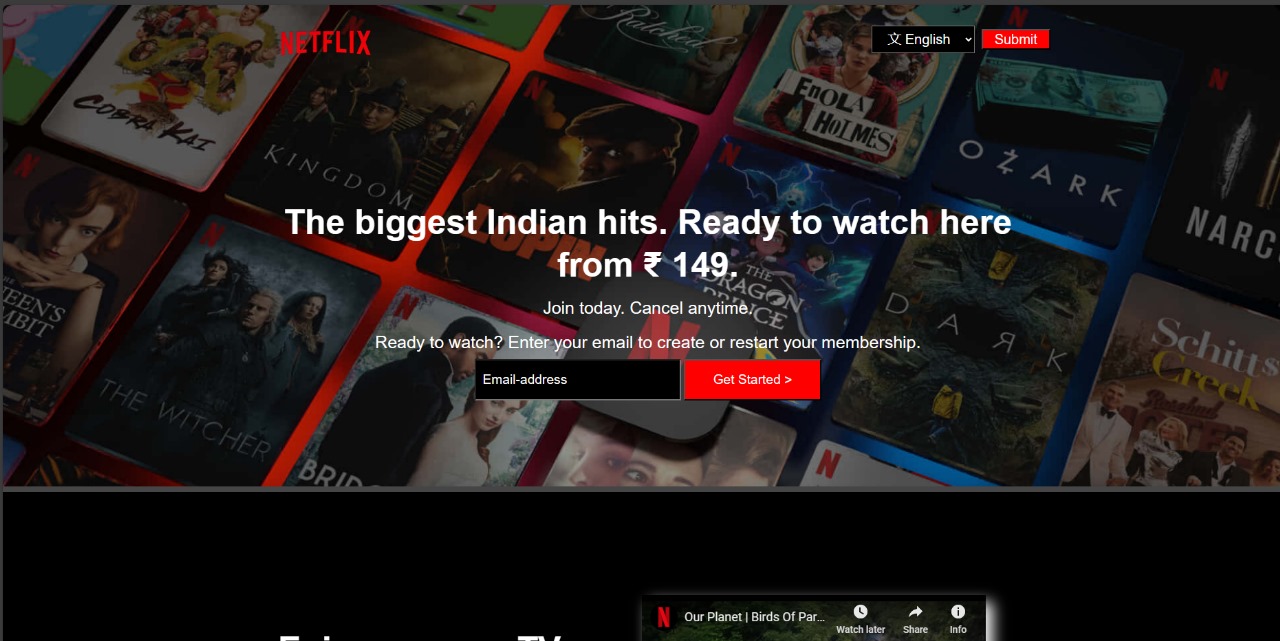 NETFLIX
文 English
Submit
Ratched
COBRA KAI
KINGDOM
ENOLA
HOLMES
OZARK
NARC
The biggest Indian hits. Ready to watch here
from ₹ 149.
LUPIN
THE
DRAGON
PRINCE
Join today. Cancel anytime.
Ready to watch? Enter your email to create or restart your membership.
Email-address
Get Started >
QUEEN'S
MBIT
THE WITCHER
BRID
DARK
Schitt's
Creek
Rosebud
Our Planet | Birds Of Par...
Watch later
Share
Info